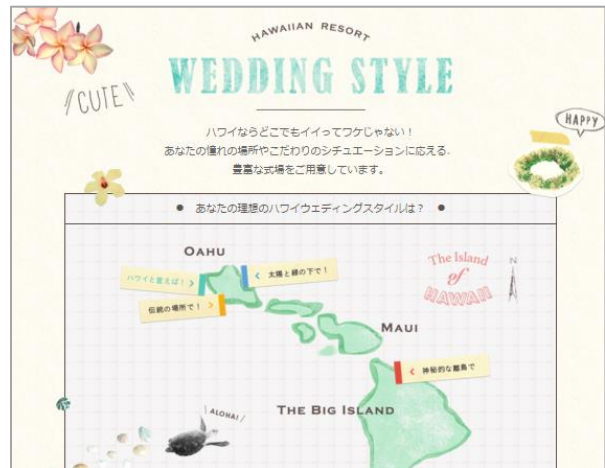 HAWAIIAN RESORT
WEDDING STYLE
CUTE
HAPPY
ハワイならどこでもイイってワケじゃない！
あなたの憧れの場所やこだわりのシチュエーションに応える、
豊富な式場をご用意しています。
● あなたの理想のハワイウェディングスタイルは？ ●
OAHU
ハワイと言えば！ >
< 太陽と緑の下で！
伝統の場所で！ >
The Island
of
HAWAII
N
MAUI
< 神秘的な離島で
THE BIG ISLAND
ALOHA!